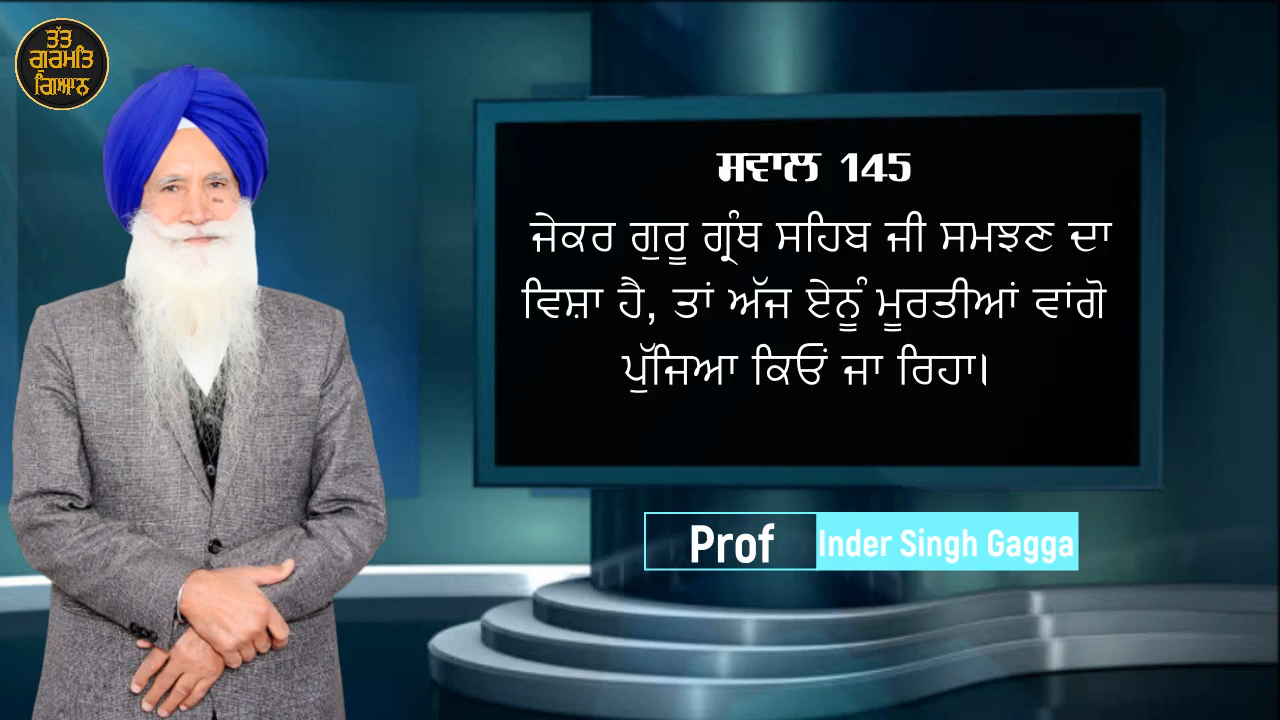 ਤੱਤ
ਗੁਰਮਤਿ
ਗਿਆਨ
ਸਵਾਲ 145
ਜੇਕਰ ਗੁਰੂ ਗ੍ਰੰਥ ਸਹਿਬ ਜੀ ਸਮਝਣ ਦਾ
ਵਿਸ਼ਾ ਹੈ, ਤਾਂ ਅੱਜ ਏਨੂੰ ਮੂਰਤੀਆਂ ਵਾਂਗੋ
ਪੁੱਜਿਆ ਕਿਓਂ ਜਾ ਰਿਹਾ।
Prof Inder Singh Gagga